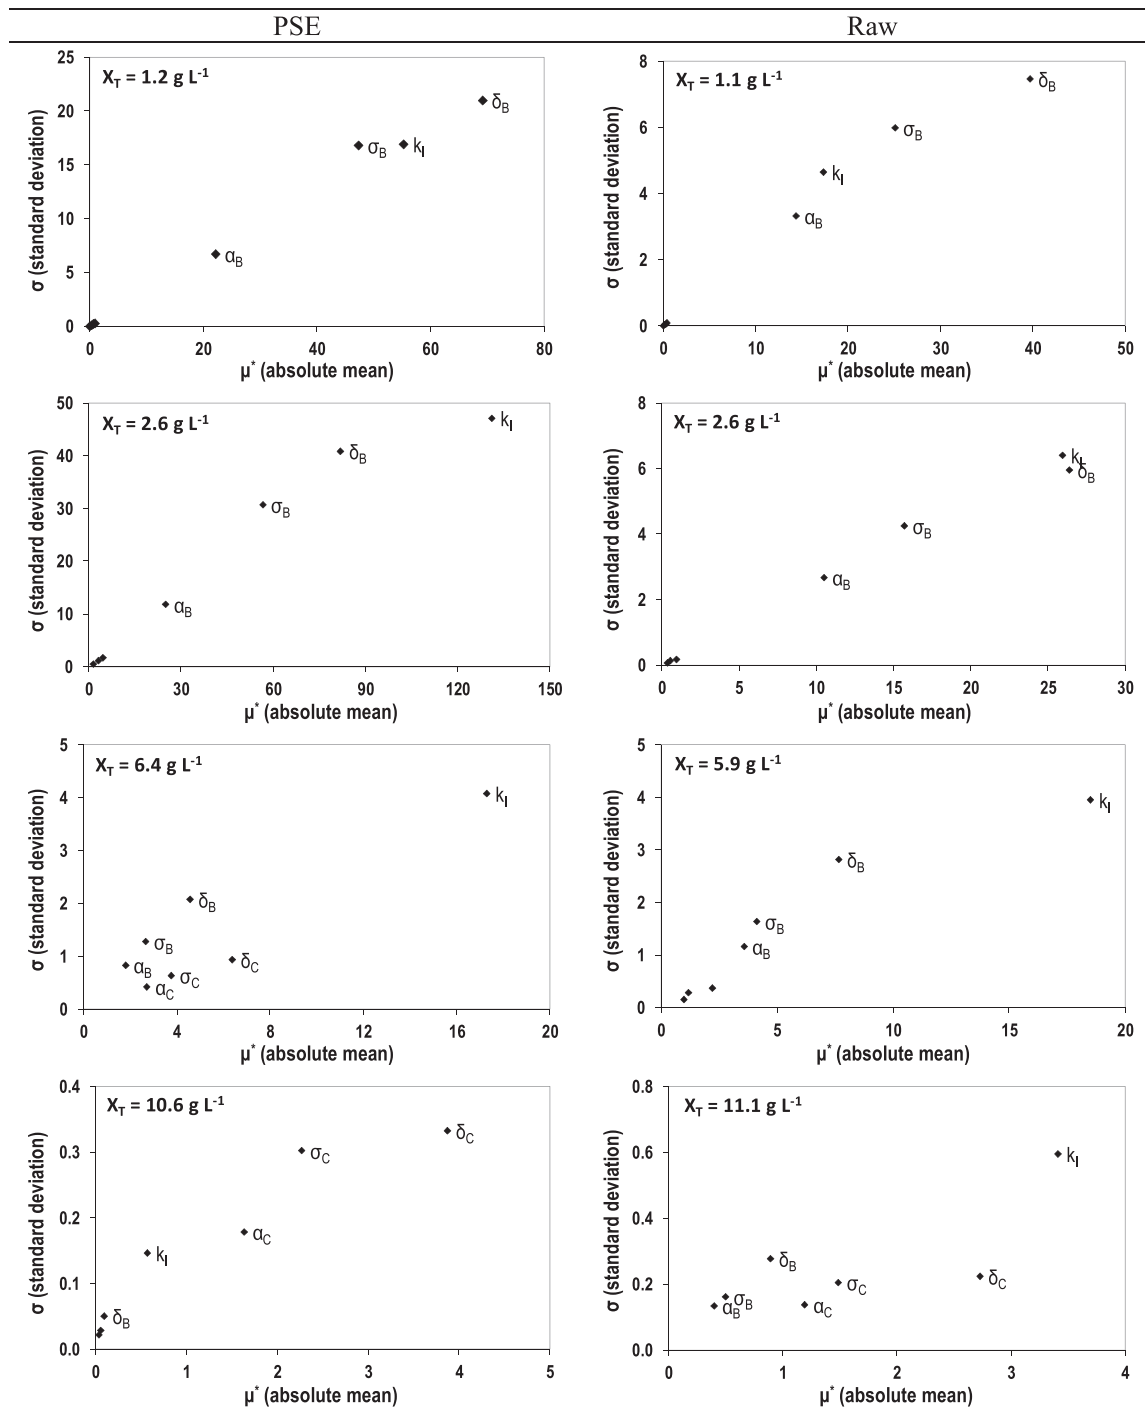 PSE Raw
X_T = 1.2 g L⁻¹
25
20
15
10
5
0
σ (standard deviation)
δ_B
σ_B
k_I
α_B
0 20 40 60 80
μ* (absolute mean)
X_T = 1.1 g L⁻¹
8
6
4
2
0
σ (standard deviation)
δ_B
σ_B
k_I
α_B
0 10 20 30 40 50
μ* (absolute mean)
X_T = 2.6 g L⁻¹
50
40
30
20
10
0
σ (standard deviation)
k_I
δ_B
σ_B
α_B
0 30 60 90 120 150
μ* (absolute mean)
X_T = 2.6 g L⁻¹
8
6
4
2
0
σ (standard deviation)
k_I
δ_B
σ_B
α_B
0 5 10 15 20 25 30
μ* (absolute mean)
X_T = 6.4 g L⁻¹
5
4
3
2
1
0
σ (standard deviation)
k_I
δ_B
σ_B
α_B
δ_C
σ_C
α_C
0 4 8 12 16 20
μ* (absolute mean)
X_T = 5.9 g L⁻¹
5
4
3
2
1
0
σ (standard deviation)
k_I
δ_B
σ_B
α_B
0 5 10 15 20
μ* (absolute mean)
X_T = 10.6 g L⁻¹
0.4
0.3
0.2
0.1
0.0
σ (standard deviation)
δ_C
σ_C
α_C
k_I
δ_B
0 1 2 3 4 5
μ* (absolute mean)
X_T = 11.1 g L⁻¹
0.8
0.6
0.4
0.2
0.0
σ (standard deviation)
k_I
δ_B
δ_C
σ_C
σ_B
α_B
α_C
0 1 2 3 4
μ* (absolute mean)